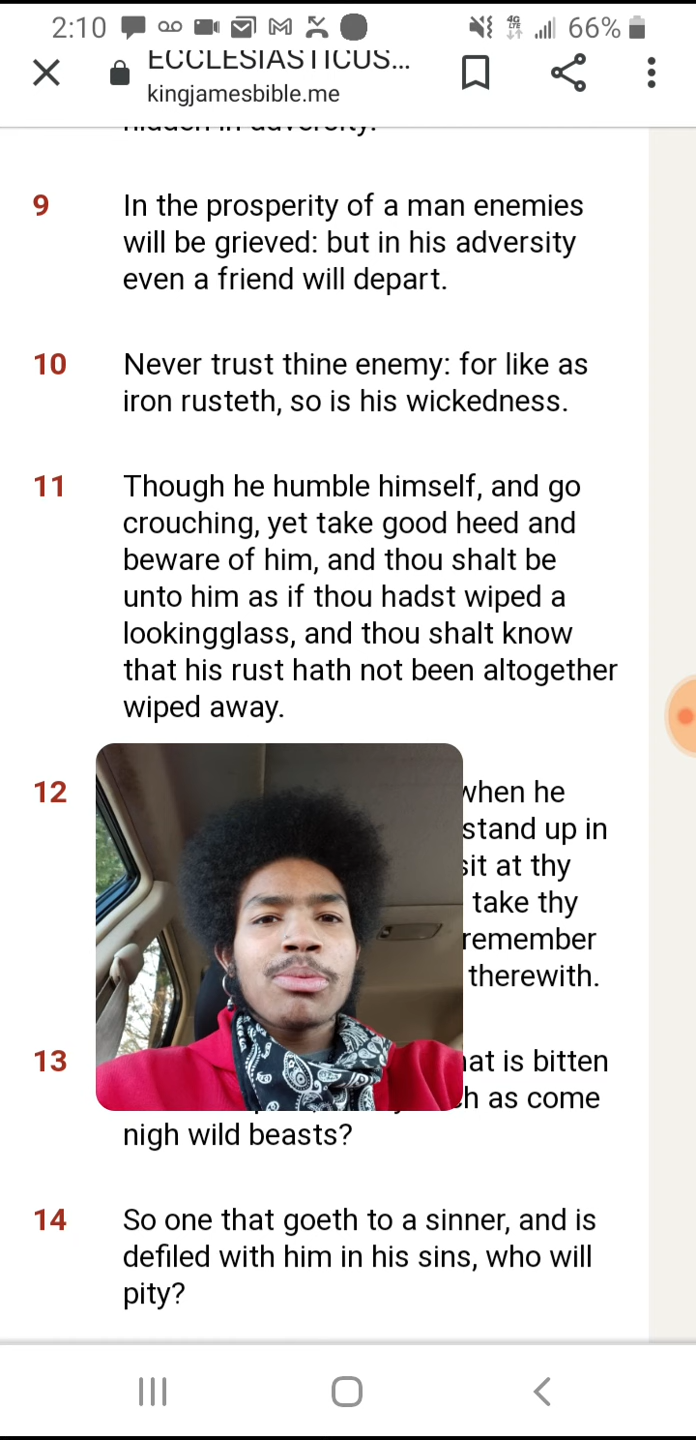 2:10
4G
LTE
66%
ECCLESIASTICUS...
kingjamesbible.me
hidden in adversity.
9 In the prosperity of a man enemies
will be grieved: but in his adversity
even a friend will depart.
10 Never trust thine enemy: for like as
iron rusteth, so is his wickedness.
11 Though he humble himself, and go
crouching, yet take good heed and
beware of him, and thou shalt be
unto him as if thou hadst wiped a
lookingglass, and thou shalt know
that his rust hath not been altogether
wiped away.
12 when he
stand up in
sit at thy
take thy
remember
therewith.
13 is bitten
as come
nigh wild beasts?
14 So one that goeth to a sinner, and is
defiled with him in his sins, who will
pity?